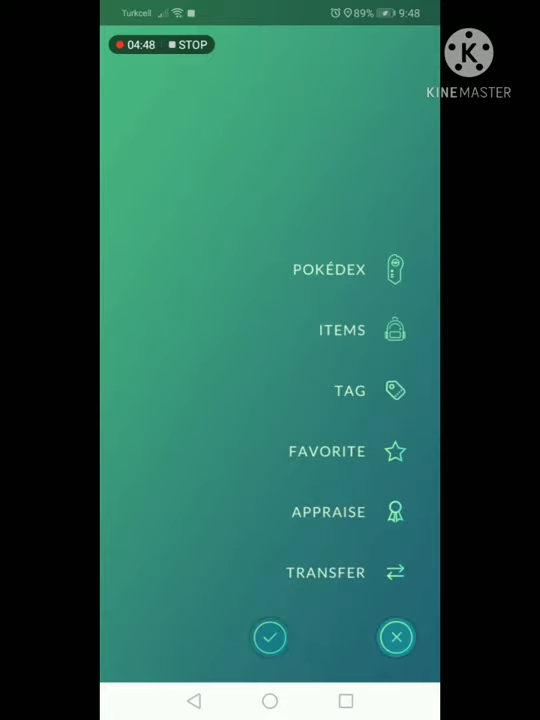 Turkcell 89% 9:48
04:48 STOP
K
KINEMASTER
POKÉDEX
ITEMS
TAG
FAVORITE
APPRAISE
TRANSFER